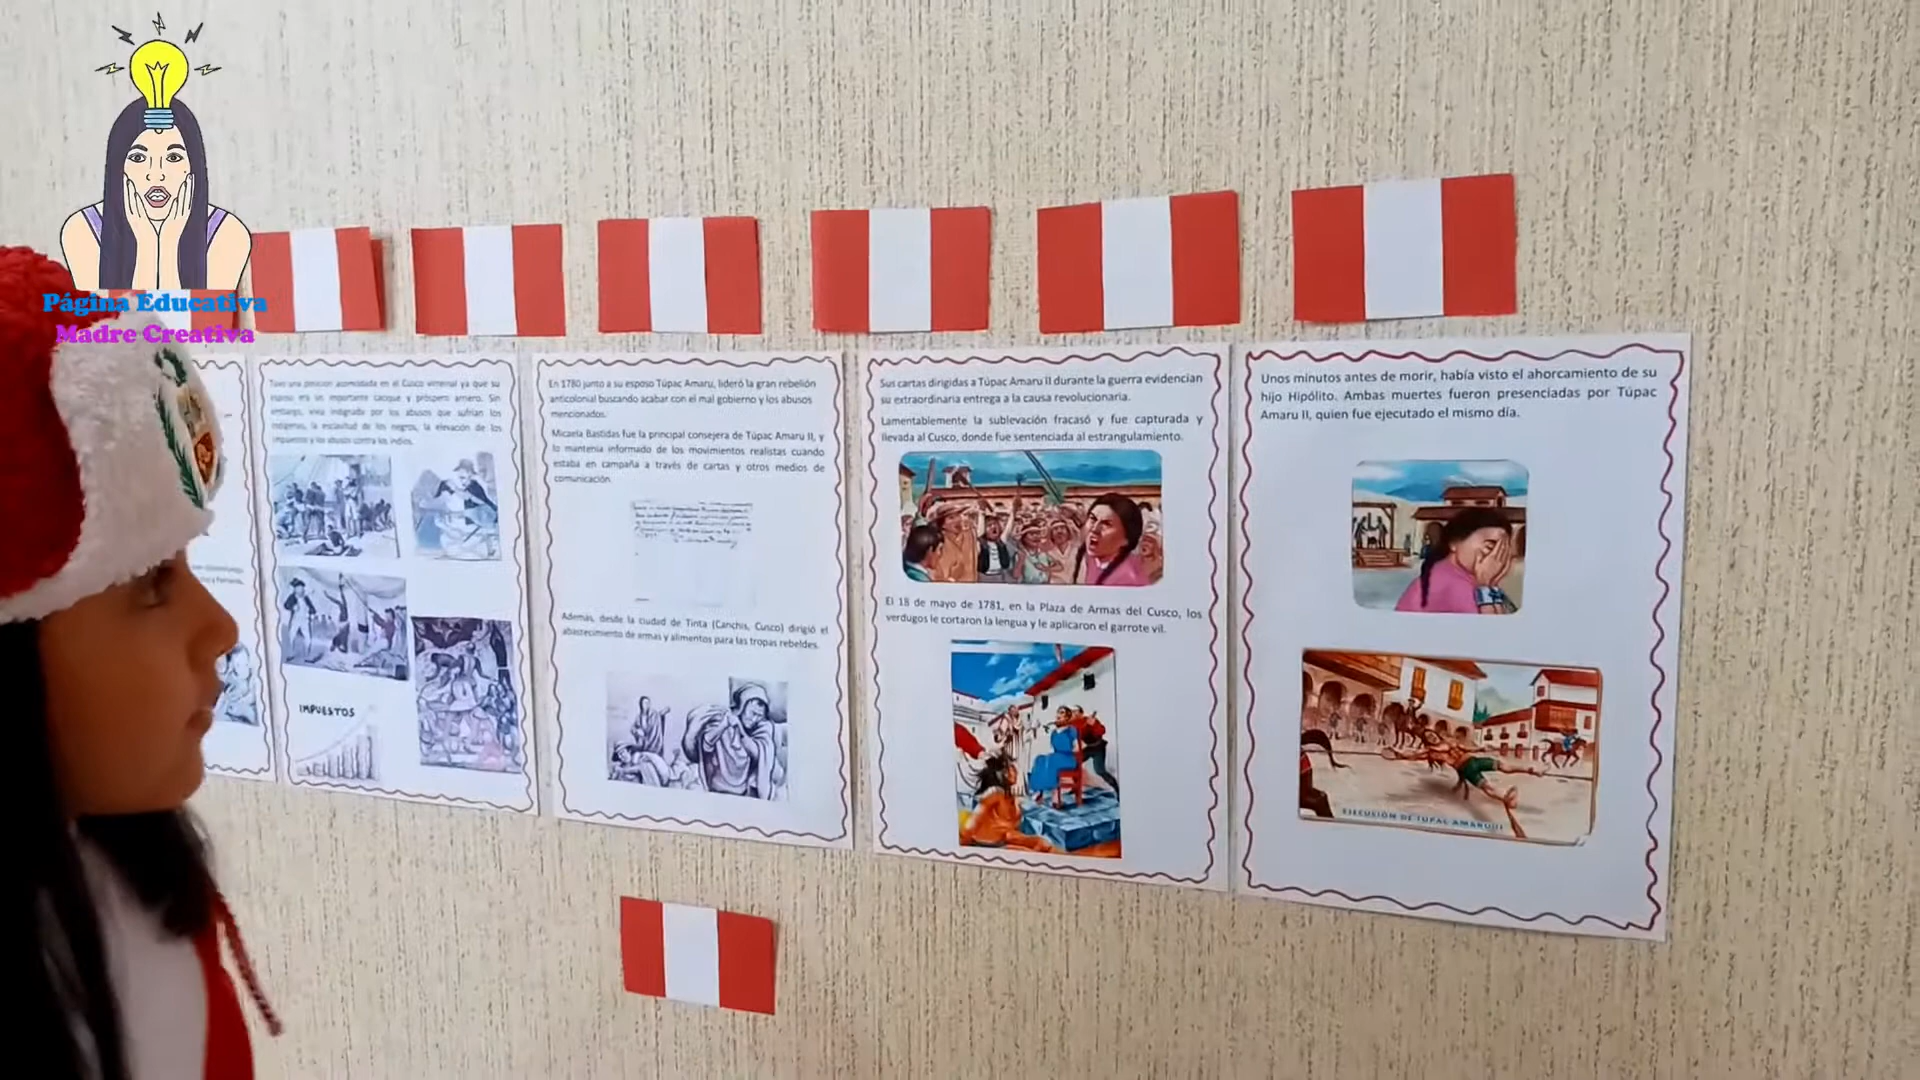 Página Educativa
Madre Creativa
Tuvo una posición acomodada en el Cusco virreinal ya que su
esposo era un importante cacique y próspero arriero. Sin
embargo, vivía indignada por los abusos que sufrían los
indígenas, la esclavitud de los negros, la elevación de los
impuestos y los abusos contra los indios.
IMPUESTOS
En 1780 junto a su esposo Túpac Amaru, lideró la gran rebelión
anticolonial buscando acabar con el mal gobierno y los abusos
mencionados.
Micaela Bastidas fue la principal consejera de Túpac Amaru II, y
lo mantenía informado de los movimientos realistas cuando
estaba en campaña a través de cartas y otros medios de
comunicación.
Además, desde la ciudad de Tinta (Canchis, Cusco) dirigió el
abastecimiento de armas y alimentos para las tropas rebeldes.
Sus cartas dirigidas a Túpac Amaru II durante la guerra evidencian
su extraordinaria entrega a la causa revolucionaria.
Lamentablemente la sublevación fracasó y fue capturada y
llevada al Cusco, donde fue sentenciada al estrangulamiento.
El 18 de mayo de 1781, en la Plaza de Armas del Cusco, los
verdugos le cortaron la lengua y le aplicaron el garrote vil.
Unos minutos antes de morir, había visto el ahorcamiento de su
hijo Hipólito. Ambas muertes fueron presenciadas por Túpac
Amaru II, quien fue ejecutado el mismo día.
EJECUSIÓN DE TUPAC AMARU II